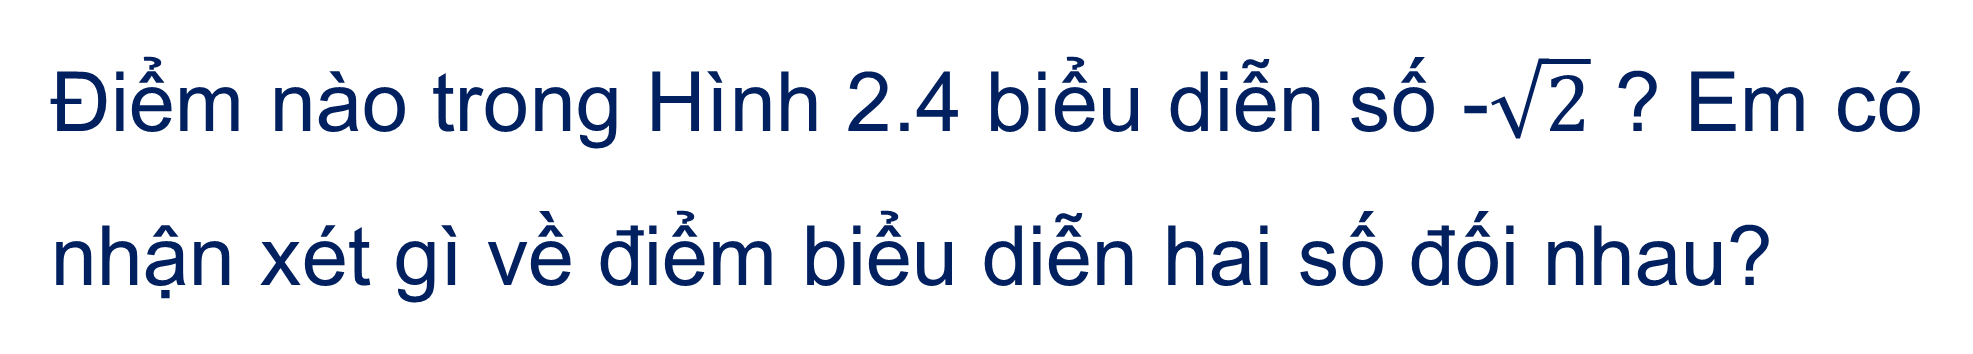 Điểm nào trong Hình 2.4 biểu diễn số -√2 ? Em có
nhận xét gì về điểm biểu diễn hai số đối nhau?